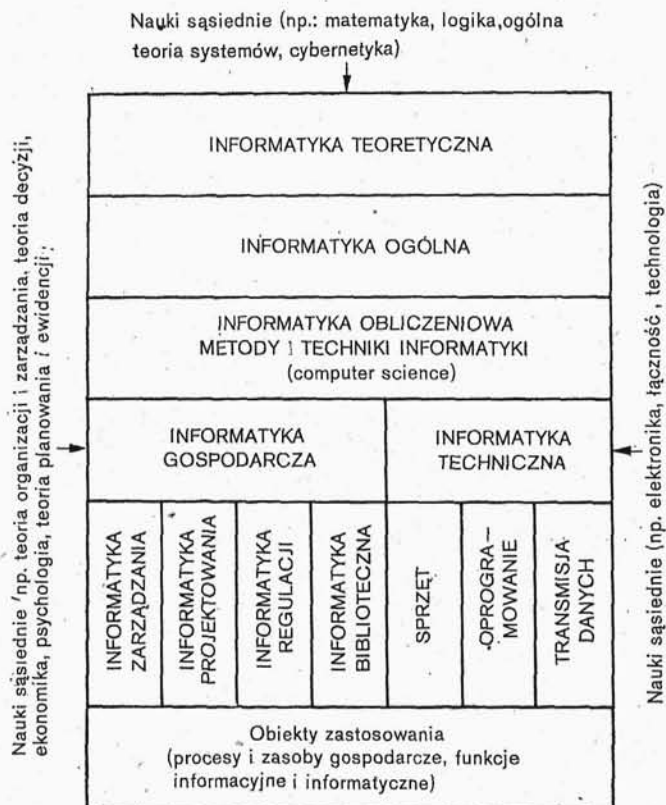 Nauki sąsiednie (np.: matematyka, logika, ogólna
teoria systemów, cybernetyka)
INFORMATYKA TEORETYCZNA
INFORMATYKA OGÓLNA
INFORMATYKA OBLICZENIOWA
METODY I TECHNIKI INFORMATYKI
(computer science)
INFORMATYKA
GOSPODARCZA
INFORMATYKA
TECHNICZNA
INFORMATYKA
ZARZĄDZANIA
INFORMATYKA
PROJEKTOWANIA
INFORMATYKA
REGULACJI
INFORMATYKA
BIBLIOTECZNA
SPRZĘT
OPROGRA—
MOWANIE
TRANSMISJA
DANYCH
Obiekty zastosowania
(procesy i zasoby gospodarcze, funkcje
informacyjne i informatyczne)
Nauki sąsiednie (np. teoria organizacji i zarządzania, teoria decyzji,
ekonomika, psychologia, teoria planowania i ewidencji;
Nauki sąsiednie (np. elektronika, łączność, technologia)